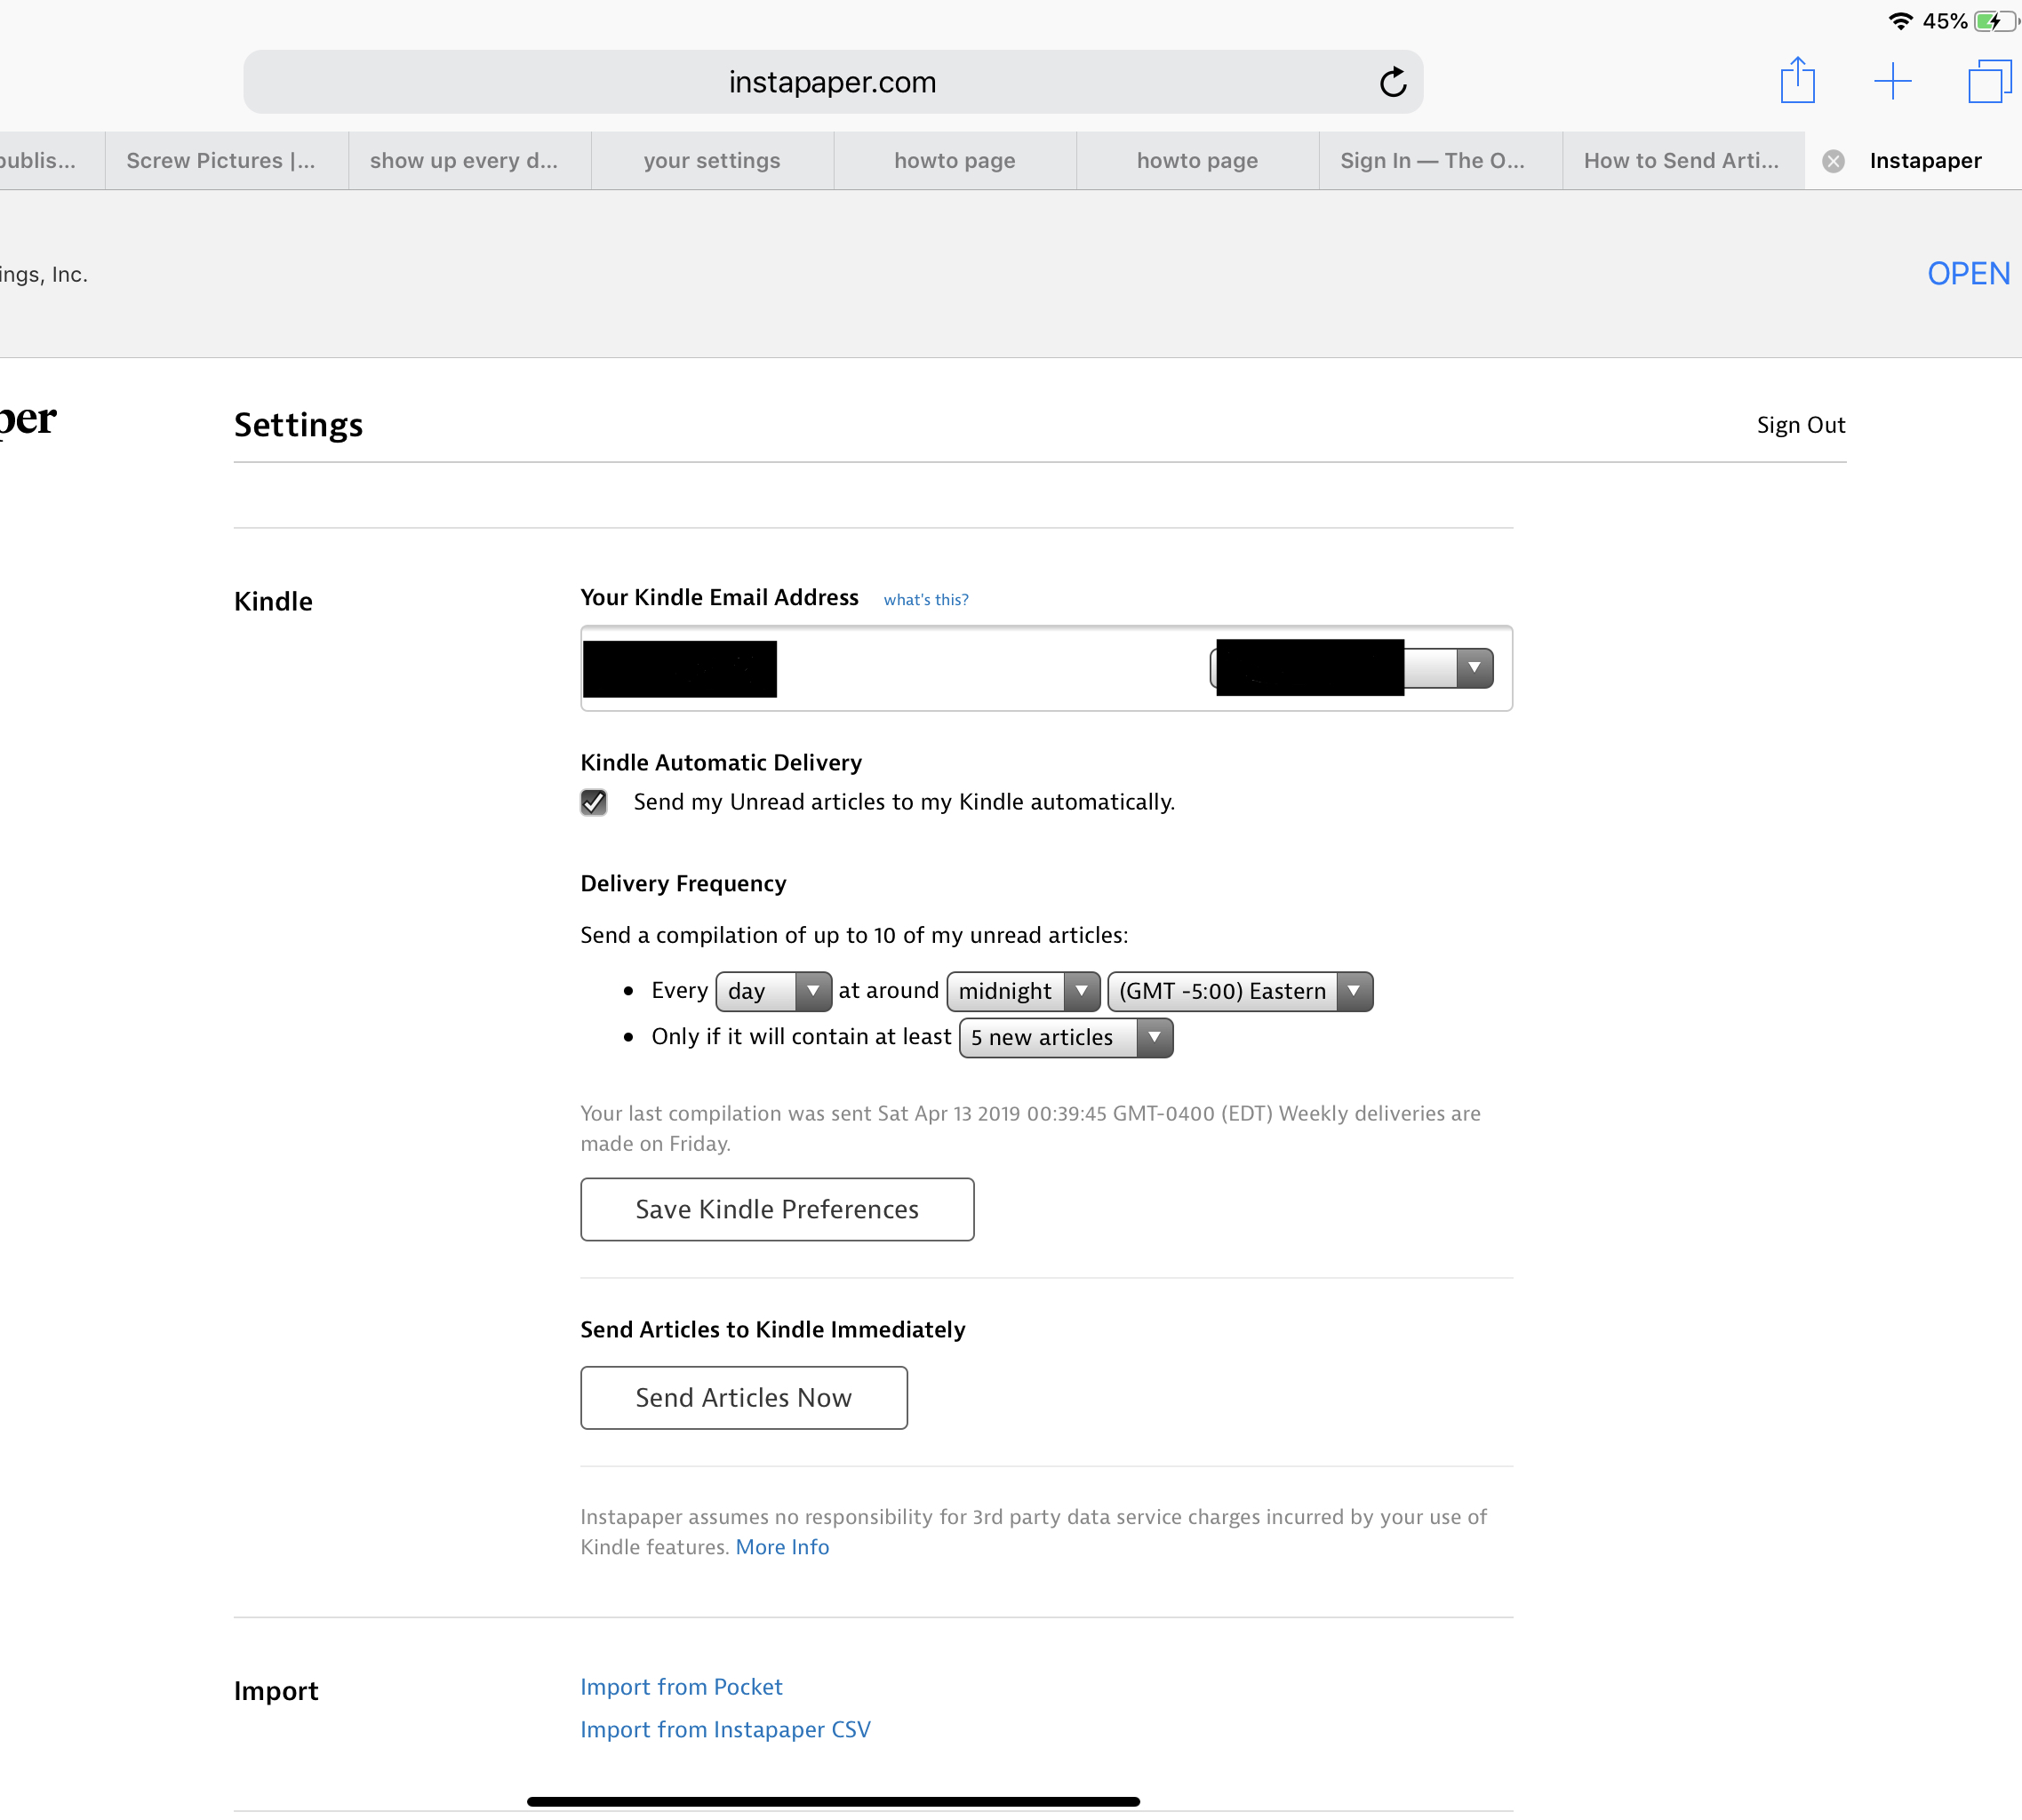 45%
instapaper.com
publis... Screw Pictures |... show up every d... your settings howto page howto page Sign In — The O... How to Send Arti... Instapaper
ings, Inc. OPEN
per Settings Sign Out
Kindle
Your Kindle Email Address what's this?
Kindle Automatic Delivery
Send my Unread articles to my Kindle automatically.
Delivery Frequency
Send a compilation of up to 10 of my unread articles:
• Every day at around midnight (GMT -5:00) Eastern
• Only if it will contain at least 5 new articles
Your last compilation was sent Sat Apr 13 2019 00:39:45 GMT-0400 (EDT) Weekly deliveries are
made on Friday.
Save Kindle Preferences
Send Articles to Kindle Immediately
Send Articles Now
Instapaper assumes no responsibility for 3rd party data service charges incurred by your use of
Kindle features. More Info
Import
Import from Pocket
Import from Instapaper CSV